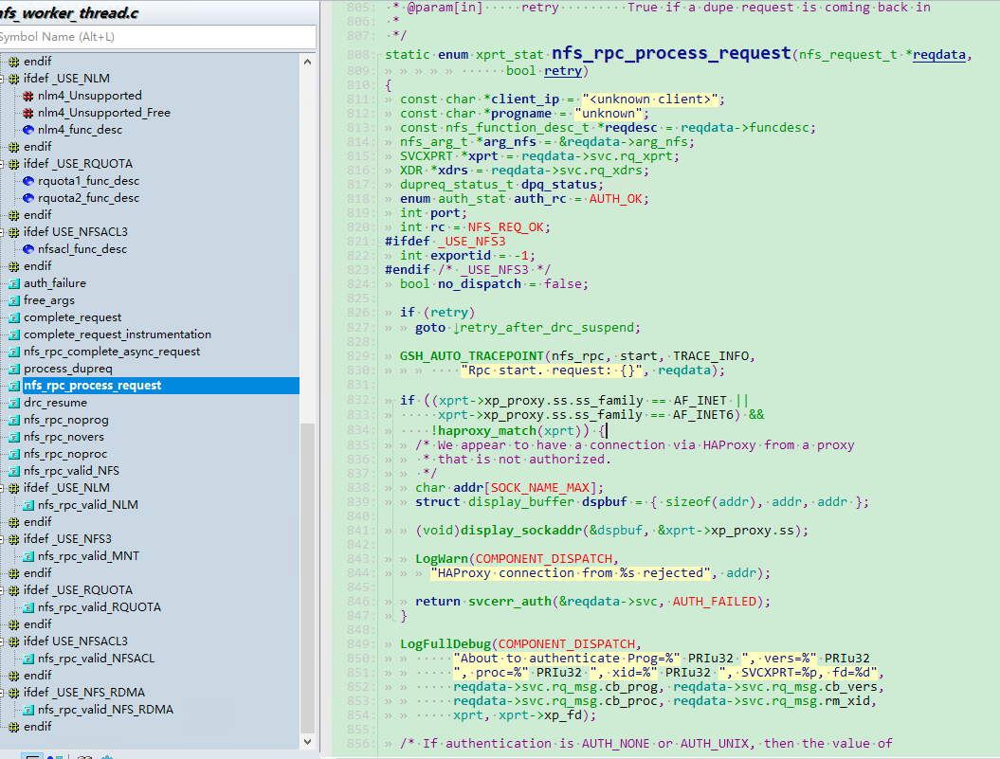 nfs_worker_thread.c
Symbol Name (Alt+L)
endif
ifdef _USE_NLM
nlm4_Unsupported
nlm4_Unsupported_Free
nlm4_func_desc
endif
ifdef _USE_RQUOTA
rquota1_func_desc
rquota2_func_desc
endif
ifdef USE_NFSACL3
nfsacl_func_desc
endif
auth_failure
free_args
complete_request
complete_request_instrumentation
nfs_rpc_complete_async_request
process_dupreq
nfs_rpc_process_request
drc_resume
nfs_rpc_noprog
nfs_rpc_novers
nfs_rpc_noproc
nfs_rpc_valid_NFS
ifdef _USE_NLM
nfs_rpc_valid_NLM
endif
ifdef _USE_NFS3
nfs_rpc_valid_MNT
endif
ifdef _USE_RQUOTA
nfs_rpc_valid_RQUOTA
endif
ifdef USE_NFSACL3
nfs_rpc_valid_NFSACL
endif
ifdef _USE_NFS_RDMA
nfs_rpc_valid_NFS_RDMA
endif
805: * @param[in] retry True if a dupe request is coming back in
806: *
807: */
808: static enum xprt_stat nfs_rpc_process_request(nfs_request_t *reqdata,
809: bool retry)
810: {
811: const char *client_ip = "<unknown client>";
812: const char *progname = "unknown";
813: const nfs_function_desc_t *reqdesc = reqdata->funcdesc;
814: nfs_arg_t *arg_nfs = &reqdata->arg_nfs;
815: SVCXPRT *xprt = reqdata->svc.rq_xprt;
816: XDR *xdrs = reqdata->svc.rq_xdrs;
817: dupreq_status_t dpq_status;
818: enum auth_stat auth_rc = AUTH_OK;
819: int port;
820: int rc = NFS_REQ_OK;
821: #ifdef _USE_NFS3
822: int exportid = -1;
823: #endif /* _USE_NFS3 */
824: bool no_dispatch = false;
825:
826: if (retry)
827: goto ↓retry_after_drc_suspend;
828:
829: GSH_AUTO_TRACEPOINT(nfs_rpc, start, TRACE_INFO,
830: "Rpc start. request: {}", reqdata);
831:
832: if ((xprt->xp_proxy.ss.ss_family == AF_INET ||
833: xprt->xp_proxy.ss.ss_family == AF_INET6) &&
834: !haproxy_match(xprt)) {
835: /* We appear to have a connection via HAProxy from a proxy
836: * that is not authorized.
837: */
838: char addr[SOCK_NAME_MAX];
839: struct display_buffer dspbuf = { sizeof(addr), addr, addr };
840:
841: (void)display_sockaddr(&dspbuf, &xprt->xp_proxy.ss);
842:
843: LogWarn(COMPONENT_DISPATCH,
844: "HAProxy connection from %s rejected", addr);
845:
846: return svcerr_auth(&reqdata->svc, AUTH_FAILED);
847: }
848:
849: LogFullDebug(COMPONENT_DISPATCH,
850: "About to authenticate Prog=%" PRIu32 ", vers=%" PRIu32
851: ", proc=%" PRIu32 ", xid=%" PRIu32 ", SVCXPRT=%p, fd=%d",
852: reqdata->svc.rq_msg.cb_prog, reqdata->svc.rq_msg.cb_vers,
853: reqdata->svc.rq_msg.cb_proc, reqdata->svc.rq_msg.rm_xid,
854: xprt, xprt->xp_fd);
855:
856: /* If authentication is AUTH_NONE or AUTH_UNIX, then the value of